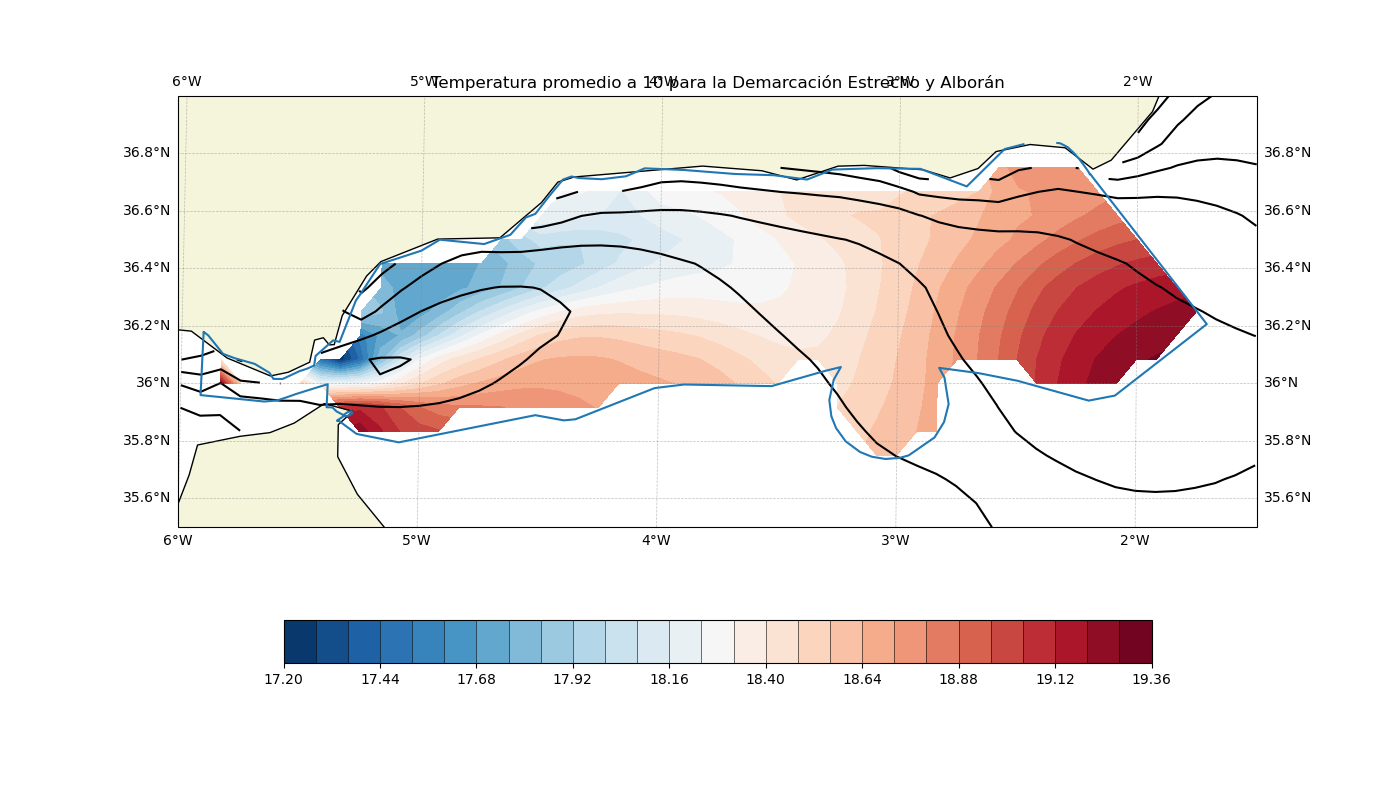 6°W 5°W 4°W 3°W 2°W
Temperatura promedio a 10 para la Demarcación Estrecho y Alborán
36.8°N 36.8°N
36.6°N 36.6°N
36.4°N 36.4°N
36.2°N 36.2°N
36°N 36°N
35.8°N 35.8°N
35.6°N 35.6°N
6°W 5°W 4°W 3°W 2°W
17.20 17.44 17.68 17.92 18.16 18.40 18.64 18.88 19.12 19.36